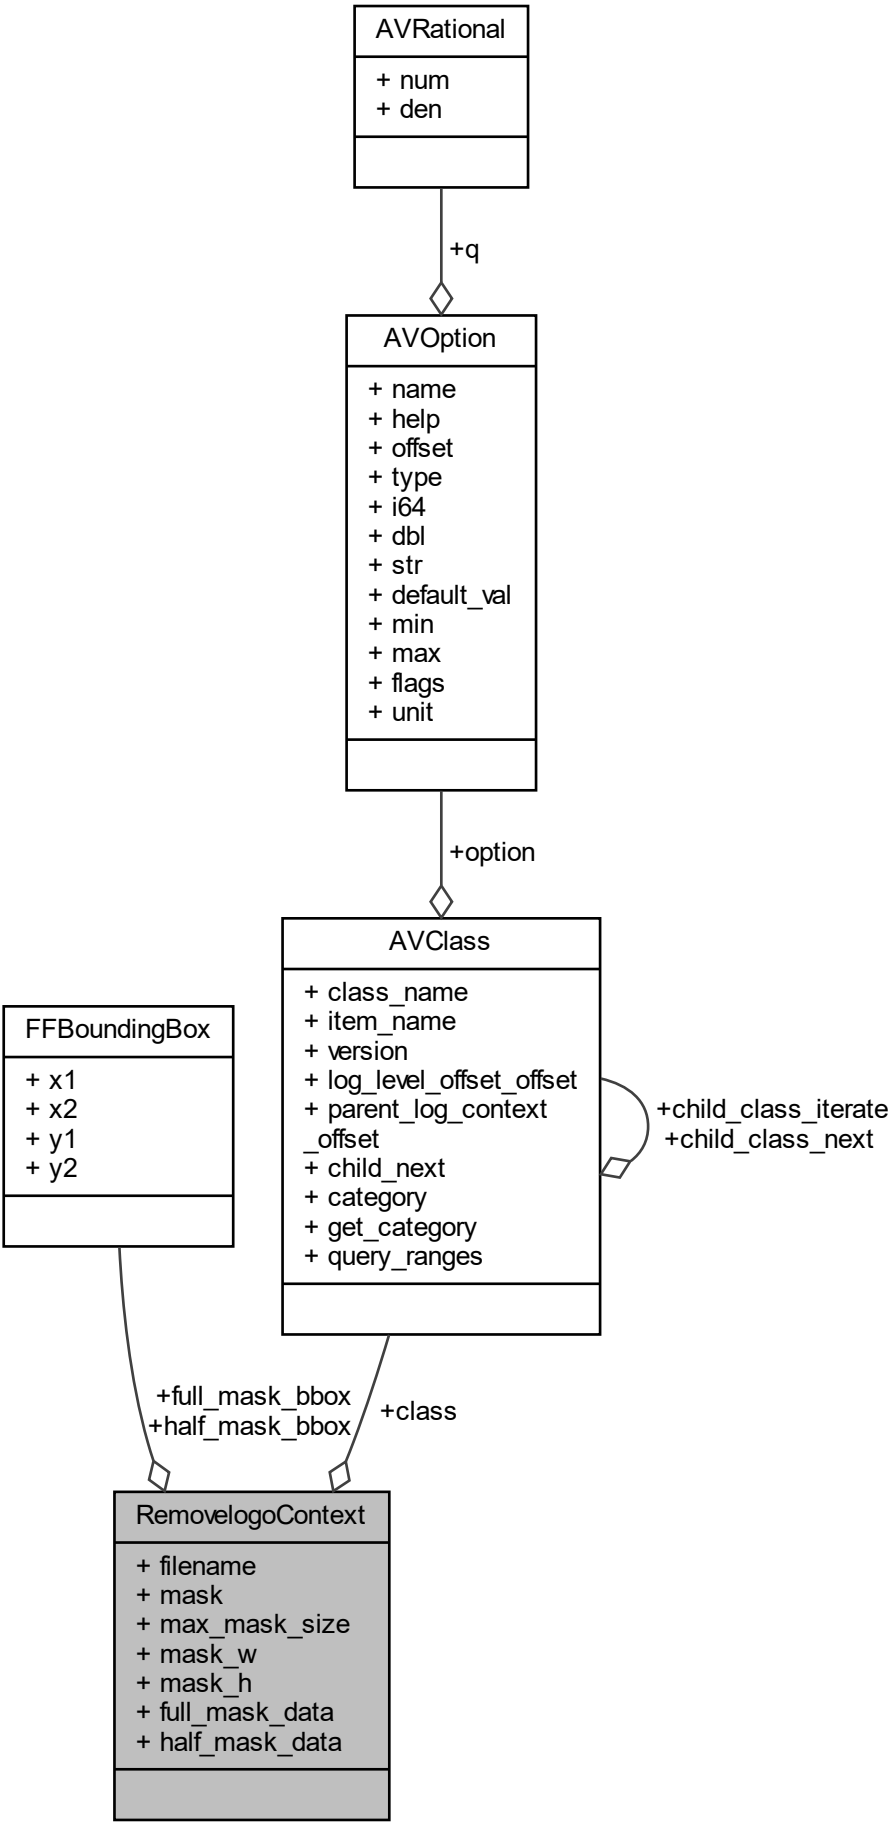 AVRational
+ num
+ den
+q
AVOption
+ name
+ help
+ offset
+ type
+ i64
+ dbl
+ str
+ default_val
+ min
+ max
+ flags
+ unit
+option
AVClass
+ class_name
+ item_name
+ version
+ log_level_offset_offset
+ parent_log_context
_offset
+ child_next
+ category
+ get_category
+ query_ranges
+child_class_iterate
+child_class_next
FFBoundingBox
+ x1
+ x2
+ y1
+ y2
+full_mask_bbox
+half_mask_bbox
+class
RemovelogoContext
+ filename
+ mask
+ max_mask_size
+ mask_w
+ mask_h
+ full_mask_data
+ half_mask_data